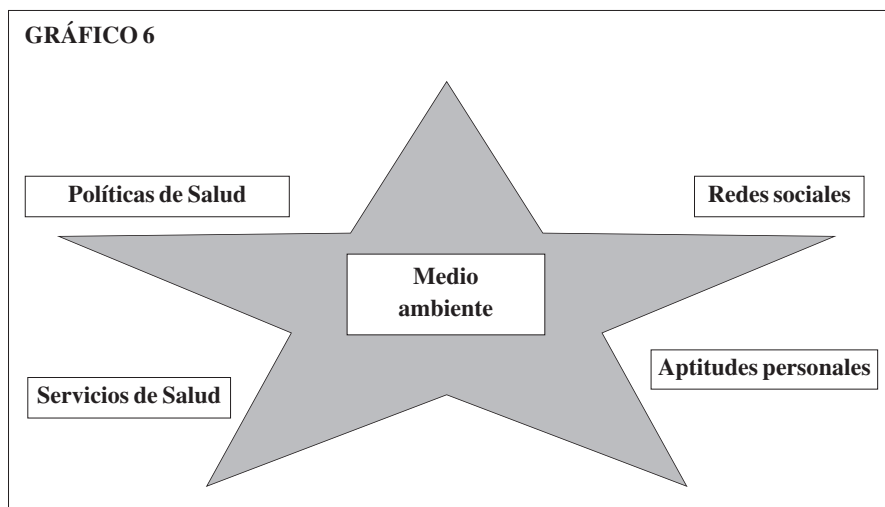 GRÁFICO 6
Políticas de Salud
Redes sociales
Medio
ambiente
Aptitudes personales
Servicios de Salud